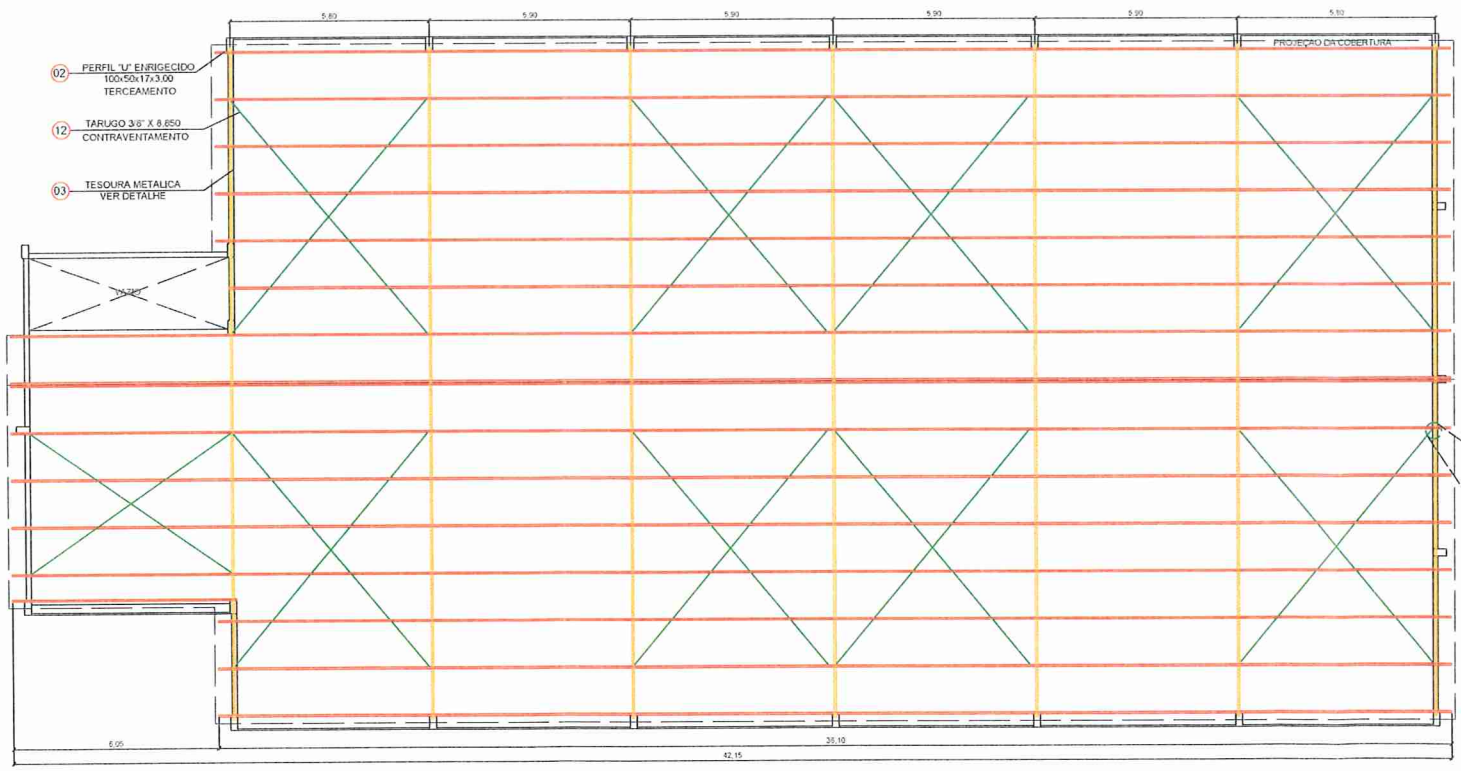 5,80 5,90 5,90 5,90 5,90 5,80
PROJEÇÃO DA COBERTURA
02 PERFIL "U" ENRIGECIDO
100x50x17x3,00
TERCEAMENTO
12 TARUGO 3/8" X 8,850
CONTRAVENTAMENTO
03 TESOURA METALICA
VER DETALHE
VAZIO
6,05
36,10
42,15